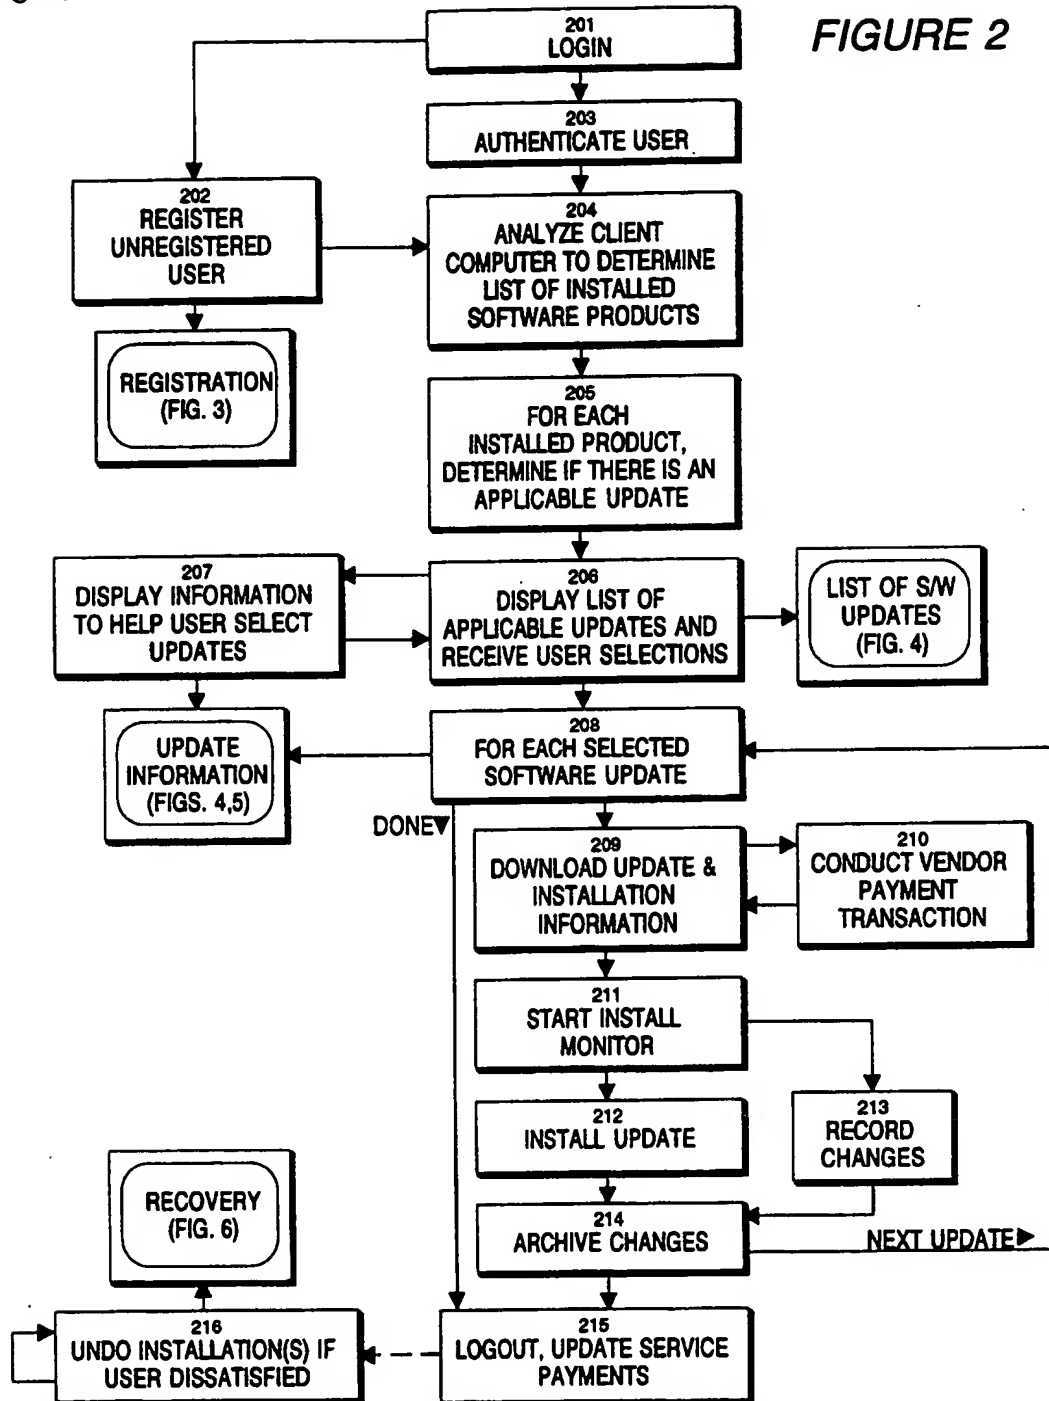 FIGURE 2
201
LOGIN
203
AUTHENTICATE USER
202
REGISTER
UNREGISTERED
USER
204
ANALYZE CLIENT
COMPUTER TO DETERMINE
LIST OF INSTALLED
SOFTWARE PRODUCTS
REGISTRATION
(FIG. 3)
205
FOR EACH
INSTALLED PRODUCT,
DETERMINE IF THERE IS AN
APPLICABLE UPDATE
207
DISPLAY INFORMATION
TO HELP USER SELECT
UPDATES
206
DISPLAY LIST OF
APPLICABLE UPDATES AND
RECEIVE USER SELECTIONS
LIST OF S/W
UPDATES
(FIG. 4)
UPDATE
INFORMATION
(FIGS. 4,5)
208
FOR EACH SELECTED
SOFTWARE UPDATE
DONE
209
DOWNLOAD UPDATE &
INSTALLATION
INFORMATION
210
CONDUCT VENDOR
PAYMENT
TRANSACTION
211
START INSTALL
MONITOR
212
INSTALL UPDATE
213
RECORD
CHANGES
RECOVERY
(FIG. 6)
214
ARCHIVE CHANGES
NEXT UPDATE
216
UNDO INSTALLATION(S) IF
USER DISSATISFIED
215
LOGOUT, UPDATE SERVICE
PAYMENTS